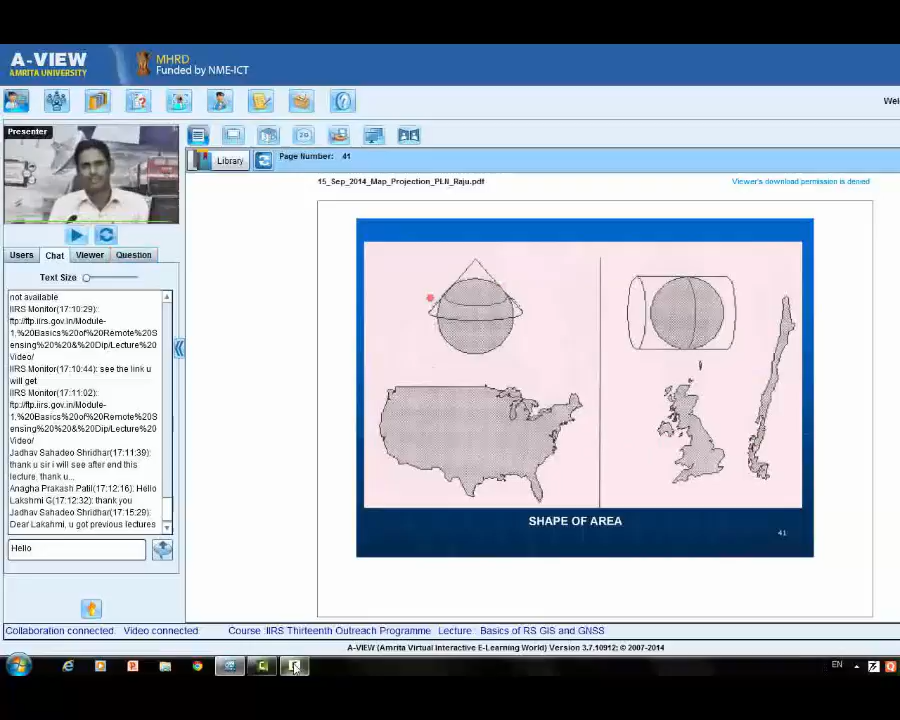 A-VIEW
AMRITA UNIVERSITY
MHRD
Funded by NME-ICT
Wel
Presenter
Library
Page Number: 41
15_Sep_2014_Map_Projection_PLN_Raju.pdf
Viewer's download permission is denied
Users
Chat
Viewer
Question
Text Size
not available
IIRS Monitor(17:10:29):
ftp://ftp.iirs.gov.in/Module-
1,%20Basics%20of%20Remote%20S
ensing%20%20&%20Dip/Lecture%20
Video/
IIRS Monitor(17:10:44): see the link u
will get
IIRS Monitor(17:11:02):
ftp://ftp.iirs.gov.in/Module-
1,%20Basics%20of%20Remote%20S
ensing%20%20&%20Dip/Lecture%20
Video/
Jadhav Sahadeo Shridhar(17:11:39):
thank u sir i will see after end this
lecture, thank u...
Anagha Prakash Patil(17:12:16): Hello
Lakshmi G(17:12:32): thank you
Jadhav Sahadeo Shridhar(17:15:29):
Dear Lakahmi, u got previous lectures
Hello
SHAPE OF AREA
41
Collaboration connected Video connected
Course :IIRS Thirteenth Outreach Programme Lecture : Basics of RS GIS and GNSS
A-VIEW (Amrita Virtual Interactive E-Learning World) Version 3.7.10912; © 2007-2014
EN